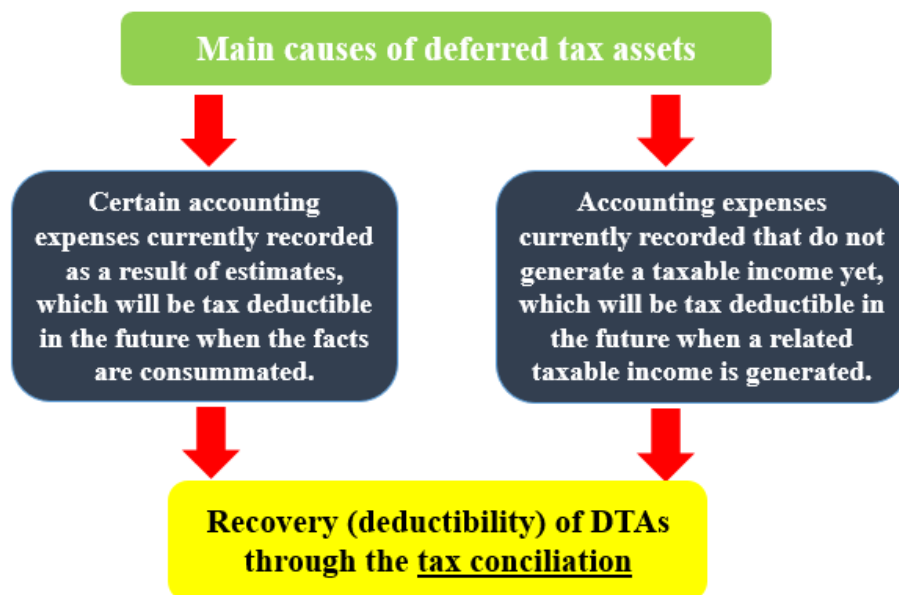 Main causes of deferred tax assets
Certain accounting
expenses currently recorded
as a result of estimates,
which will be tax deductible
in the future when the facts
are consummated.
Accounting expenses
currently recorded that do not
generate a taxable income yet,
which will be tax deductible in
the future when a related
taxable income is generated.
Recovery (deductibility) of DTAs
through the tax conciliation